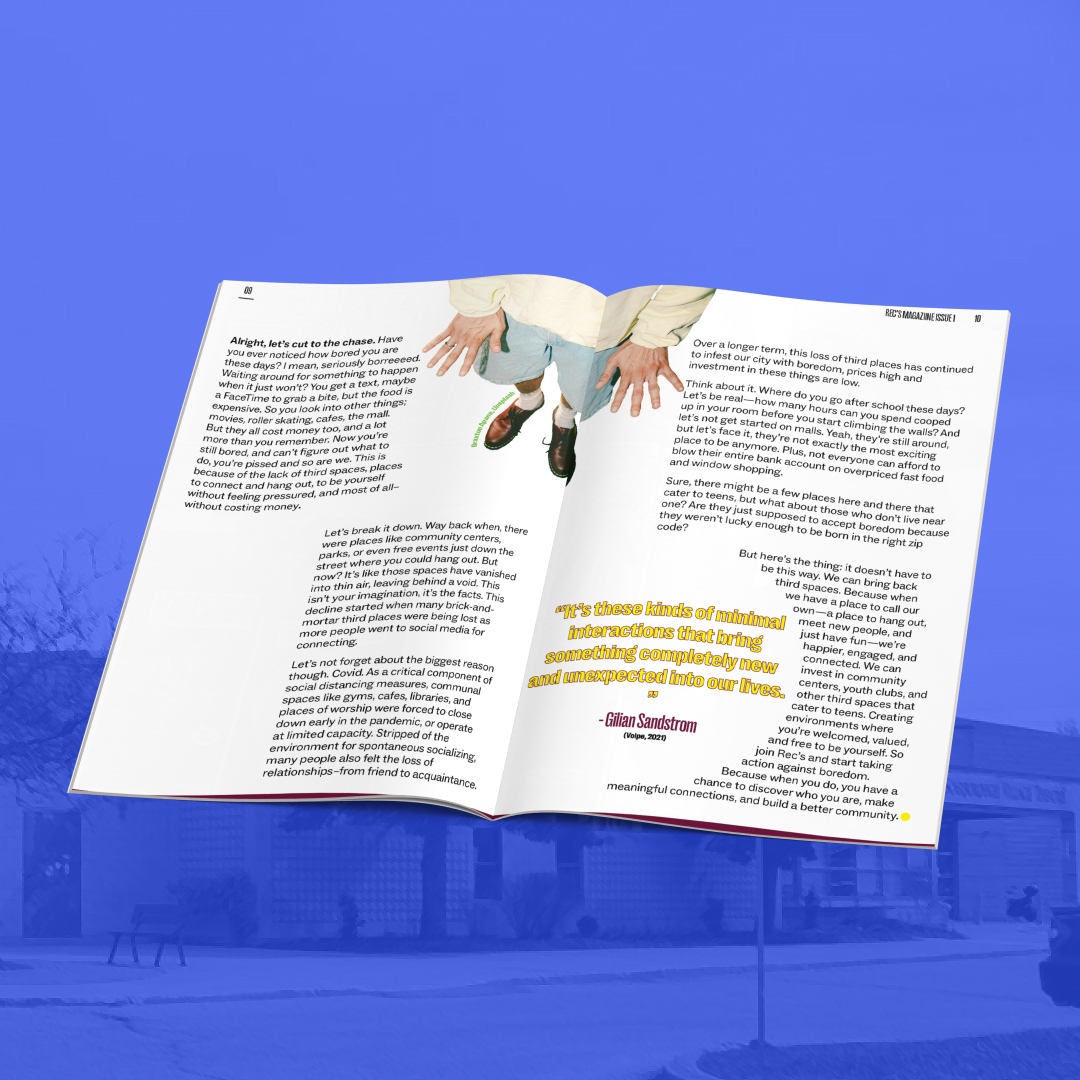 09
Alright, let's cut to the chase. Have
you ever noticed how bored you are
these days? I mean, seriously borreeeed.
Waiting around for something to happen
when it just won't? You get a text, maybe
a FaceTime to grab a bite, but the food is
expensive. So you look into other things;
movies, roller skating, cafes, the mall.
But they all cost money too, and a lot
more than you remember. Now you're
still bored, and can't figure out what to
do, you're pissed and so are we. This is
because of the lack of third spaces, places
to connect and hang out, to be yourself
without feeling pressured, and most of all–
without costing money.
Let's break it down. Way back when, there
were places like community centers,
parks, or even free events just down the
street where you could hang out. But
now? It's like those spaces have vanished
into thin air, leaving behind a void. This
isn't your imagination, it's the facts. This
decline started when many brick-and-
mortar third places were being lost as
more people went to social media for
connecting.
Let's not forget about the biggest reason
though. Covid. As a critical component of
social distancing measures, communal
spaces like gyms, cafes, libraries, and
places of worship were forced to close
down early in the pandemic, or operate
at limited capacity. Stripped of the
environment for spontaneous socializing,
many people also felt the loss of
relationships–from friend to acquaintance.
Unsplash
REC'S MAGAZINE ISSUE 1 10
Over a longer term, this loss of third places has continued
to infest our city with boredom, prices high and
investment in these things are low.
Think about it. Where do you go after school these days?
Let's be real—how many hours can you spend cooped
up in your room before you start climbing the walls? And
let's not get started on malls. Yeah, they're still around,
but let's face it, they're not exactly the most exciting
place to be anymore. Plus, not everyone can afford to
blow their entire bank account on overpriced fast food
and window shopping.
Sure, there might be a few places here and there that
cater to teens, but what about those who don't live near
one? Are they just supposed to accept boredom because
they weren't lucky enough to be born in the right zip
code?
But here's the thing: it doesn't have to
be this way. We can bring back
third spaces. Because when
we have a place to call our
own—a place to hang out,
meet new people, and
just have fun—we're
happier, engaged, and
connected. We can
invest in community
centers, youth clubs, and
other third spaces that
cater to teens. Creating
environments where
you're welcomed, valued,
and free to be yourself. So
join Rec's and start taking
action against boredom.
Because when you do, you have a
chance to discover who you are, make
meaningful connections, and build a better community.
“It's these kinds of minimal
interactions that bring
something completely new
and unexpected into our lives.
”
- Gilian Sandstrom
(Volpe, 2021)